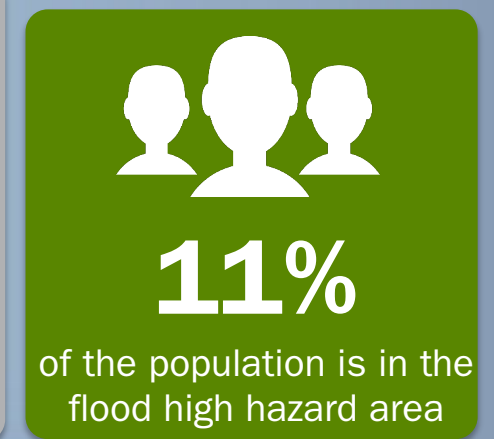 11%
of the population is in the
flood high hazard area